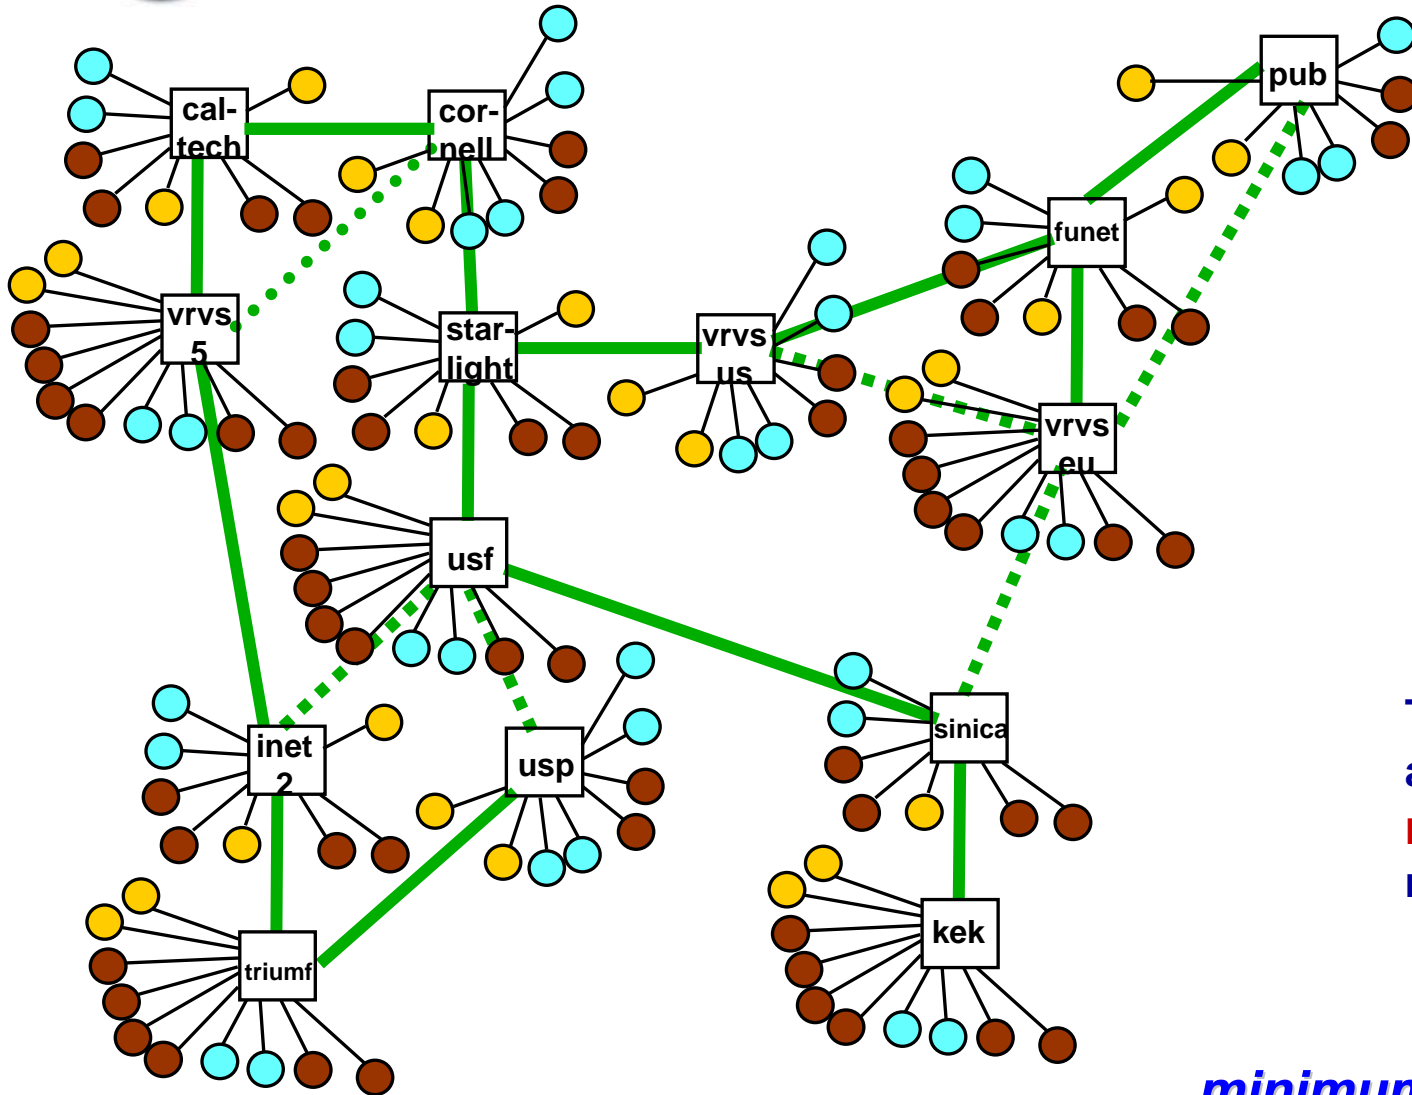 cal-
tech
cor-
nell
pub
funet
vrvs
5
star-
light
vrvs
us
vrvs
eu
usf
inet
2
usp
sinica
triumf
kek